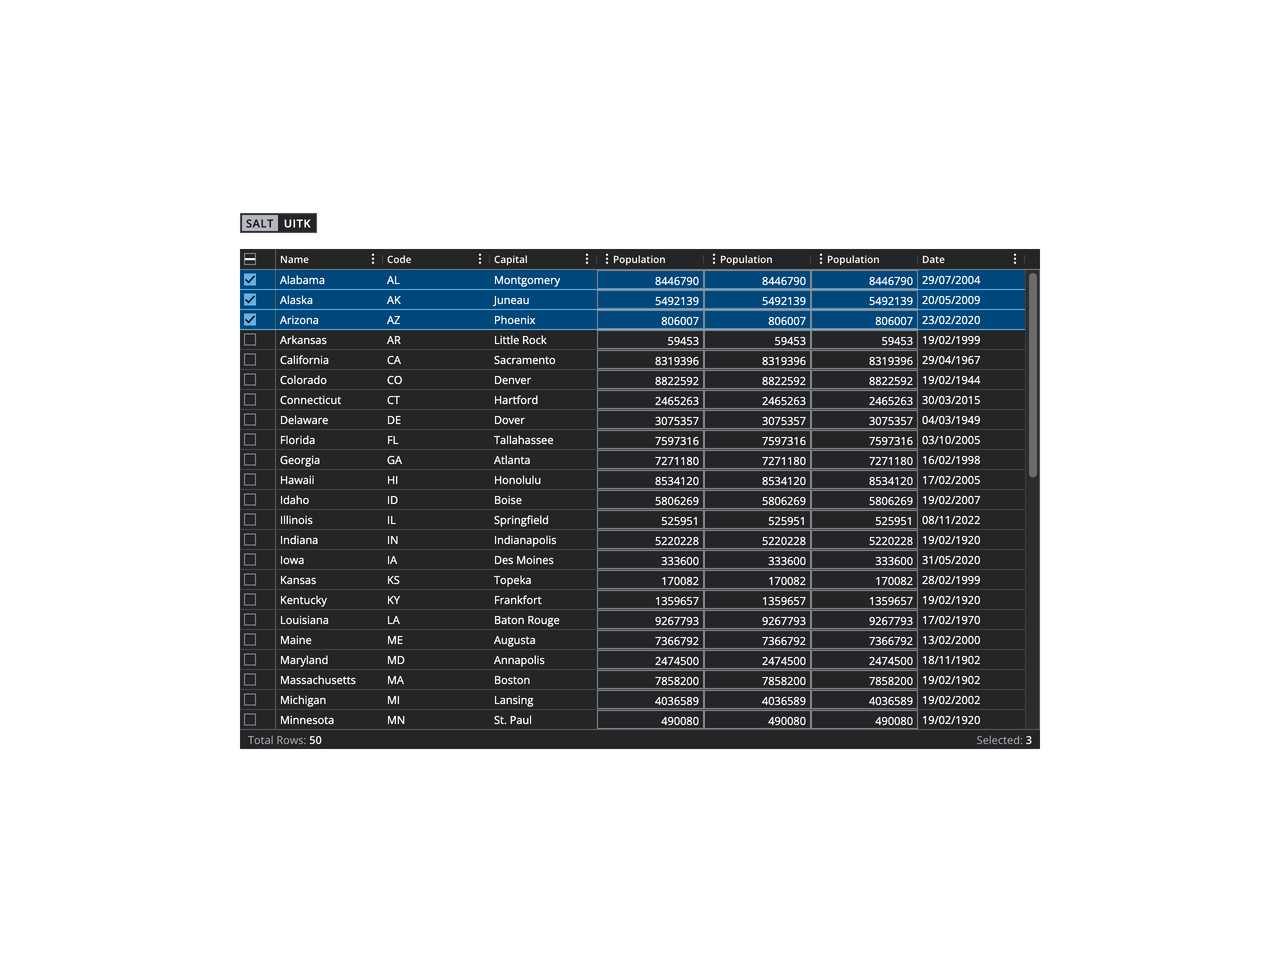 SALT UITK
Name Code Capital Population Population Population Date
Alabama AL Montgomery 8446790 8446790 8446790 29/07/2004
Alaska AK Juneau 5492139 5492139 5492139 20/05/2009
Arizona AZ Phoenix 806007 806007 806007 23/02/2020
Arkansas AR Little Rock 59453 59453 59453 19/02/1999
California CA Sacramento 8319396 8319396 8319396 29/04/1967
Colorado CO Denver 8822592 8822592 8822592 19/02/1944
Connecticut CT Hartford 2465263 2465263 2465263 30/03/2015
Delaware DE Dover 3075357 3075357 3075357 04/03/1949
Florida FL Tallahassee 7597316 7597316 7597316 03/10/2005
Georgia GA Atlanta 7271180 7271180 7271180 16/02/1998
Hawaii HI Honolulu 8534120 8534120 8534120 17/02/2005
Idaho ID Boise 5806269 5806269 5806269 19/02/2007
Illinois IL Springfield 525951 525951 525951 08/11/2022
Indiana IN Indianapolis 5220228 5220228 5220228 19/02/1920
Iowa IA Des Moines 333600 333600 333600 31/05/2020
Kansas KS Topeka 170082 170082 170082 28/02/1999
Kentucky KY Frankfort 1359657 1359657 1359657 19/02/1920
Louisiana LA Baton Rouge 9267793 9267793 9267793 17/02/1970
Maine ME Augusta 7366792 7366792 7366792 13/02/2000
Maryland MD Annapolis 2474500 2474500 2474500 18/11/1902
Massachusetts MA Boston 7858200 7858200 7858200 19/02/1902
Michigan MI Lansing 4036589 4036589 4036589 19/02/2002
Minnesota MN St. Paul 490080 490080 490080 19/02/1920
Total Rows: 50 Selected: 3